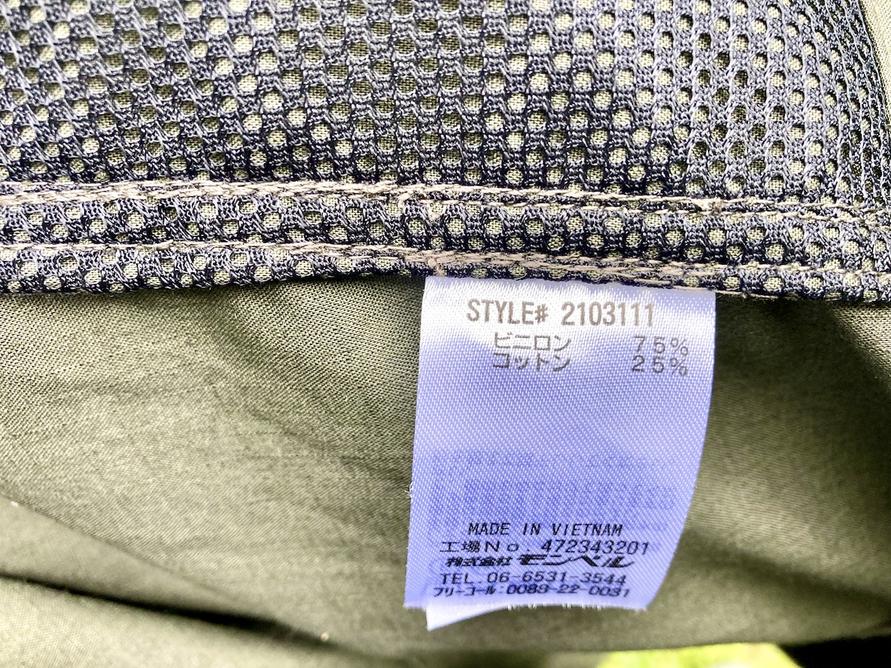 STYLE# 2103111
ビニロン 75%
コットン 25%
MADE IN VIETNAM
工場No 472343201
株式会社モンベル
TEL.06-6531-3544
フリーコール:0088-22-0031